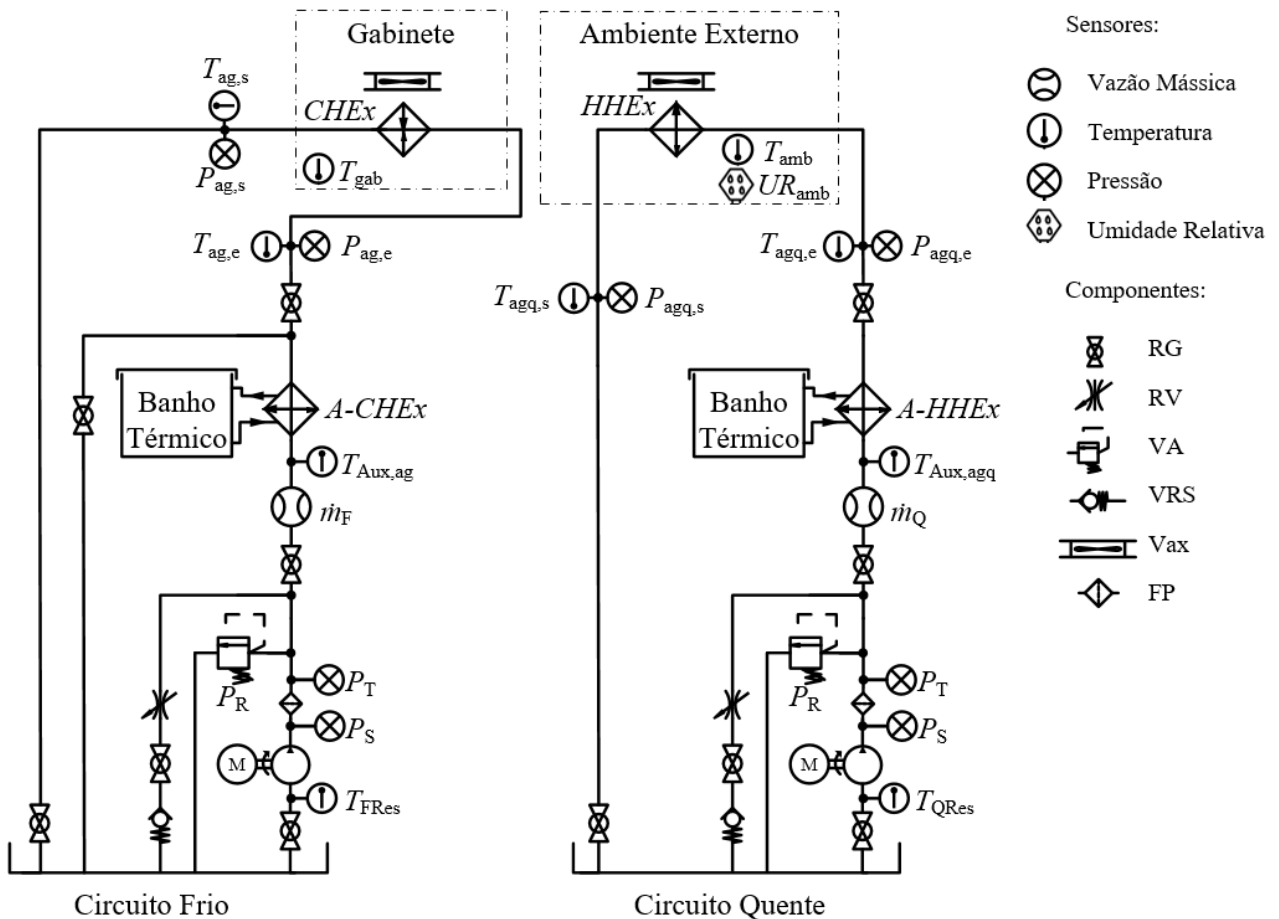 Gabinete
Ambiente Externo
Sensores:
T_ag,s
CHEx
HHEx
Vazão Mássica
Temperatura
P_ag,s
T_gab
T_amb
UR_amb
Pressão
Umidade Relativa
T_ag,e
P_ag,e
T_agq,e
P_agq,e
T_agq,s
P_agq,s
Componentes:
RG
Banho
Térmico
A-CHEx
Banho
Térmico
A-HHEx
RV
VA
T_Aux,ag
T_Aux,agq
VRS
ṁ_F
ṁ_Q
Vax
FP
P_R
P_T
P_R
P_T
P_S
P_S
M
M
T_FRes
T_QRes
Circuito Frio
Circuito Quente